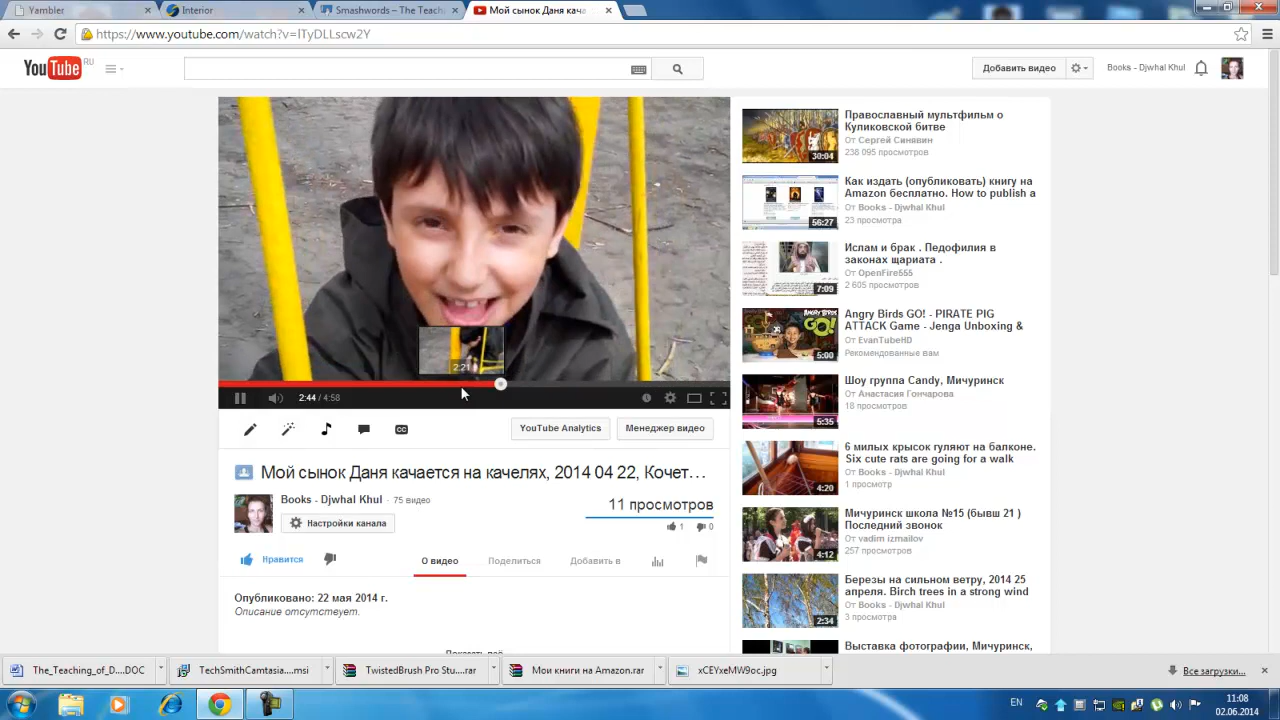 Yambler
Interior
Smashwords – The Teach
Мой сынок Даня кача
https://www.youtube.com/watch?v=lTyDLLscw2Y
YouTube RU
Добавить видео
Books - Djwhal Khul
2:21
2:44 / 4:58
CC
YouTube Analytics
Менеджер видео
Мой сынок Даня качается на качелях, 2014 04 22, Кочет...
Books - Djwhal Khul · 75 видео
Настройки канала
11 просмотров
1
0
Нравится
О видео
Поделиться
Добавить в
Опубликовано: 22 мая 2014 г.
Описание отсутствует.
30:04
Православный мультфильм о
Куликовской битве
От Сергей Синявин
238 095 просмотров
56:27
Как издать (опубликовать) книгу на
Amazon бесплатно. How to publish a
От Books - Djwhal Khul
23 просмотра
7:09
Ислам и брак . Педофилия в
законах щариата .
От OpenFire555
2 605 просмотров
ANGRY BIRDS
GO!
5:00
Angry Birds GO! - PIRATE PIG
ATTACK Game - Jenga Unboxing &
От EvanTubeHD
Рекомендованные вам
5:35
Шоу группа Candy, Мичуринск
От Анастасия Гончарова
18 просмотров
4:20
6 милых крысок гуляют на балконе.
Six cute rats are going for a walk
От Books - Djwhal Khul
1 просмотр
4:12
Мичуринск школа №15 (бывш 21 )
Последний звонок
От vadim izmailov
257 просмотров
2:34
Березы на сильном ветру, 2014 25
апреля. Birch trees in a strong wind
От Books - Djwhal Khul
3 просмотра
Выставка фотографии, Мичуринск,
The_Teaching_of_D....DOC
TechSmithCamtasia....msi
TwistedBrush Pro Stu....rar
Мои книги на Amazon.rar
xCEYxeMW9oc.jpg
Все загрузки...
EN
11:08
02.06.2014